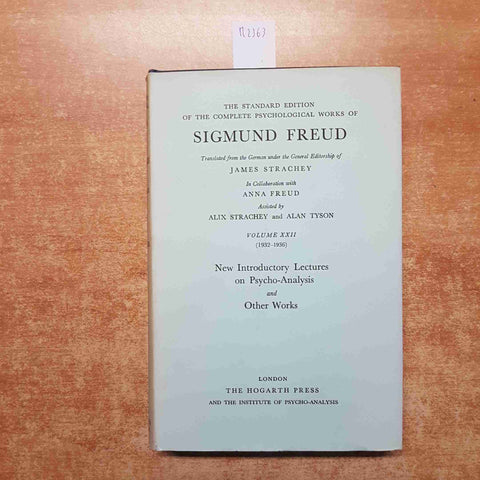 n2363
THE STANDARD EDITION
OF THE COMPLETE PSYCHOLOGICAL WORKS OF
SIGMUND FREUD
Translated from the German under the General Editorship of
JAMES STRACHEY
In Collaboration with
ANNA FREUD
Assisted by
ALIX STRACHEY and ALAN TYSON
VOLUME XXII
(1932-1936)
New Introductory Lectures
on Psycho-Analysis
and
Other Works
LONDON
THE HOGARTH PRESS
AND THE INSTITUTE OF PSYCHO-ANALYSIS